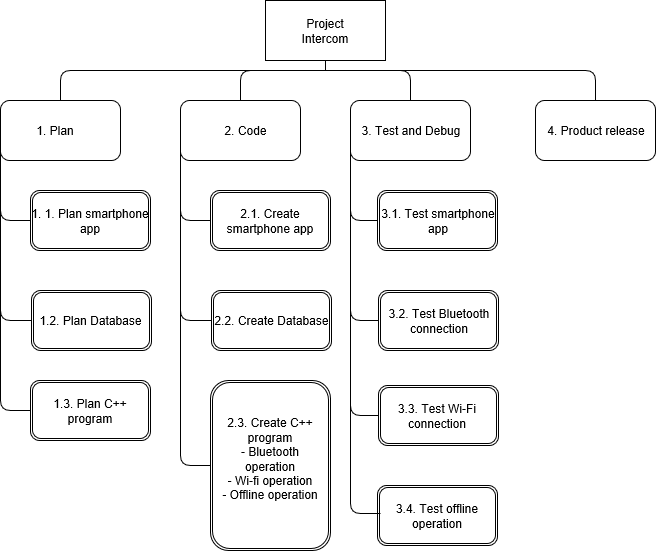 Project
Intercom
1. Plan
2. Code
3. Test and Debug
4. Product release
1. 1. Plan smartphone
app
2.1. Create
smartphone app
3.1. Test smartphone
app
1.2. Plan Database
2.2. Create Database
3.2. Test Bluetooth
connection
1.3. Plan C++
program
2.3. Create C++
program
- Bluetooth
operation
- Wi-fi operation
- Offline operation
3.3. Test Wi-Fi
connection
3.4. Test offline
operation